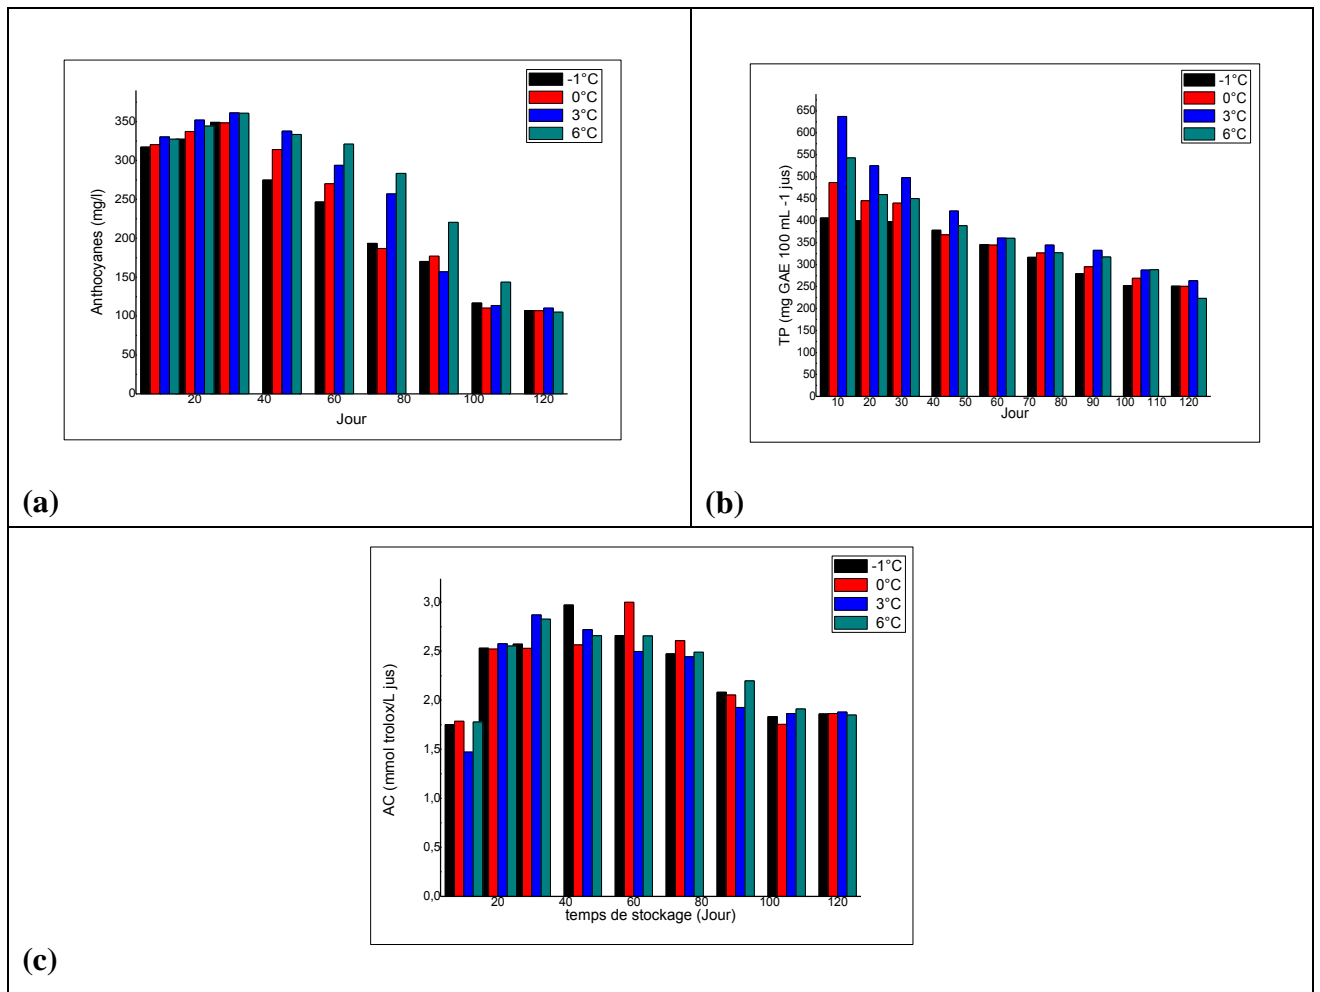 -1°C
0°C
3°C
6°C
350
300
250
200
150
100
50
0
Anthocyanes (mg/l)
20 40 60 80 100 120
Jour
(a)
-1°C
0°C
3°C
6°C
650
600
550
500
450
400
350
300
250
200
150
100
50
0
TP (mg GAE 100 mL -1 jus)
10 20 30 40 50 60 70 80 90 100 110 120
Jour
(b)
-1°C
0°C
3°C
6°C
3,0
2,5
2,0
1,5
1,0
0,5
0,0
AC (mmol trolox/L jus)
20 40 60 80 100 120
temps de stockage (Jour)
(c)